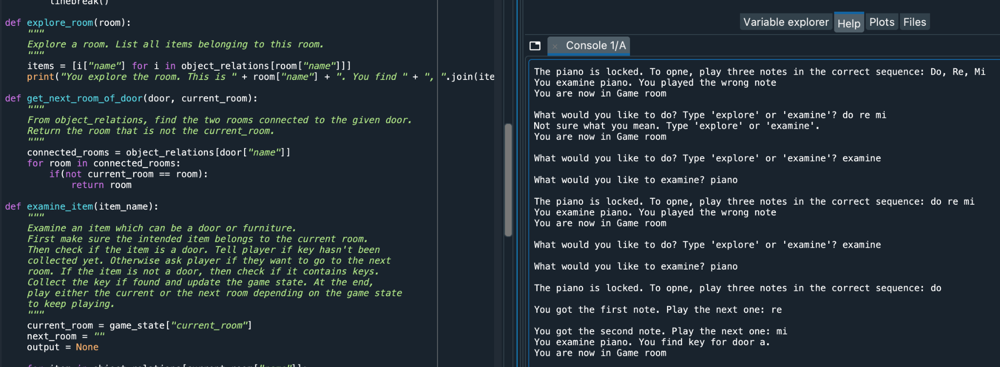 linebreak()
def explore_room(room):
"""
Explore a room. List all items belonging to this room.
"""
items = [i["name"] for i in object_relations[room["name"]]]
print("You explore the room. This is " + room["name"] + ". You find " + ", ".join(ite
def get_next_room_of_door(door, current_room):
"""
From object_relations, find the two rooms connected to the given door.
Return the room that is not the current_room.
"""
connected_rooms = object_relations[door["name"]]
for room in connected_rooms:
if(not current_room == room):
return room
def examine_item(item_name):
"""
Examine an item which can be a door or furniture.
First make sure the intended item belongs to the current room.
Then check if the item is a door. Tell player if key hasn't been
collected yet. Otherwise ask player if they want to go to the next
room. If the item is not a door, then check if it contains keys.
Collect the key if found and update the game state. At the end,
play either the current or the next room depending on the game state
to keep playing.
"""
current_room = game_state["current_room"]
next_room = ""
output = None
for item in object_relations[current_room["name"]]:
Variable explorer Help Plots Files
Console 1/A
The piano is locked. To opne, play three notes in the correct sequence: Do, Re, Mi
You examine piano. You played the wrong note
You are now in Game room
What would you like to do? Type 'explore' or 'examine'? do re mi
Not sure what you mean. Type 'explore' or 'examine'.
You are now in Game room
What would you like to do? Type 'explore' or 'examine'? examine
What would you like to examine? piano
The piano is locked. To opne, play three notes in the correct sequence: do re mi
You examine piano. You played the wrong note
You are now in Game room
What would you like to do? Type 'explore' or 'examine'? examine
What would you like to examine? piano
The piano is locked. To opne, play three notes in the correct sequence: do
You got the first note. Play the next one: re
You got the second note. Play the next one: mi
You examine piano. You find key for door a.
You are now in Game room